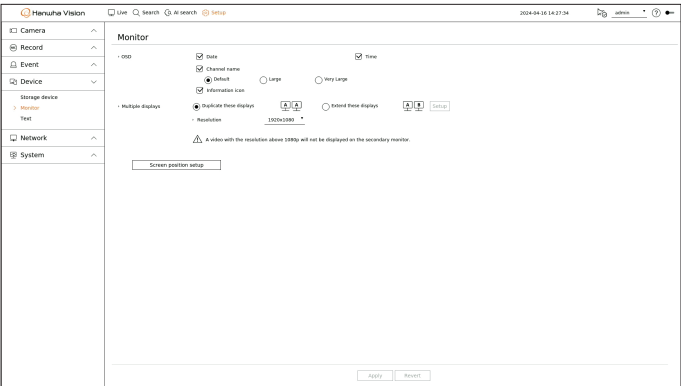 Hanwha Vision
Live Search AI search Setup
2024-04-16 14:27:34
admin
?
Camera
Record
Event
Device
Storage device
Monitor
Text
Network
System
Monitor
OSD
Date
Time
Channel name
Default
Large
Very Large
Information icon
Multiple displays
Duplicate these displays
A A
Extend these displays
A B
Setup
Resolution
1920x1080
A video with the resolution above 1080p will not be displayed on the secondary monitor.
Screen position setup
Apply
Revert